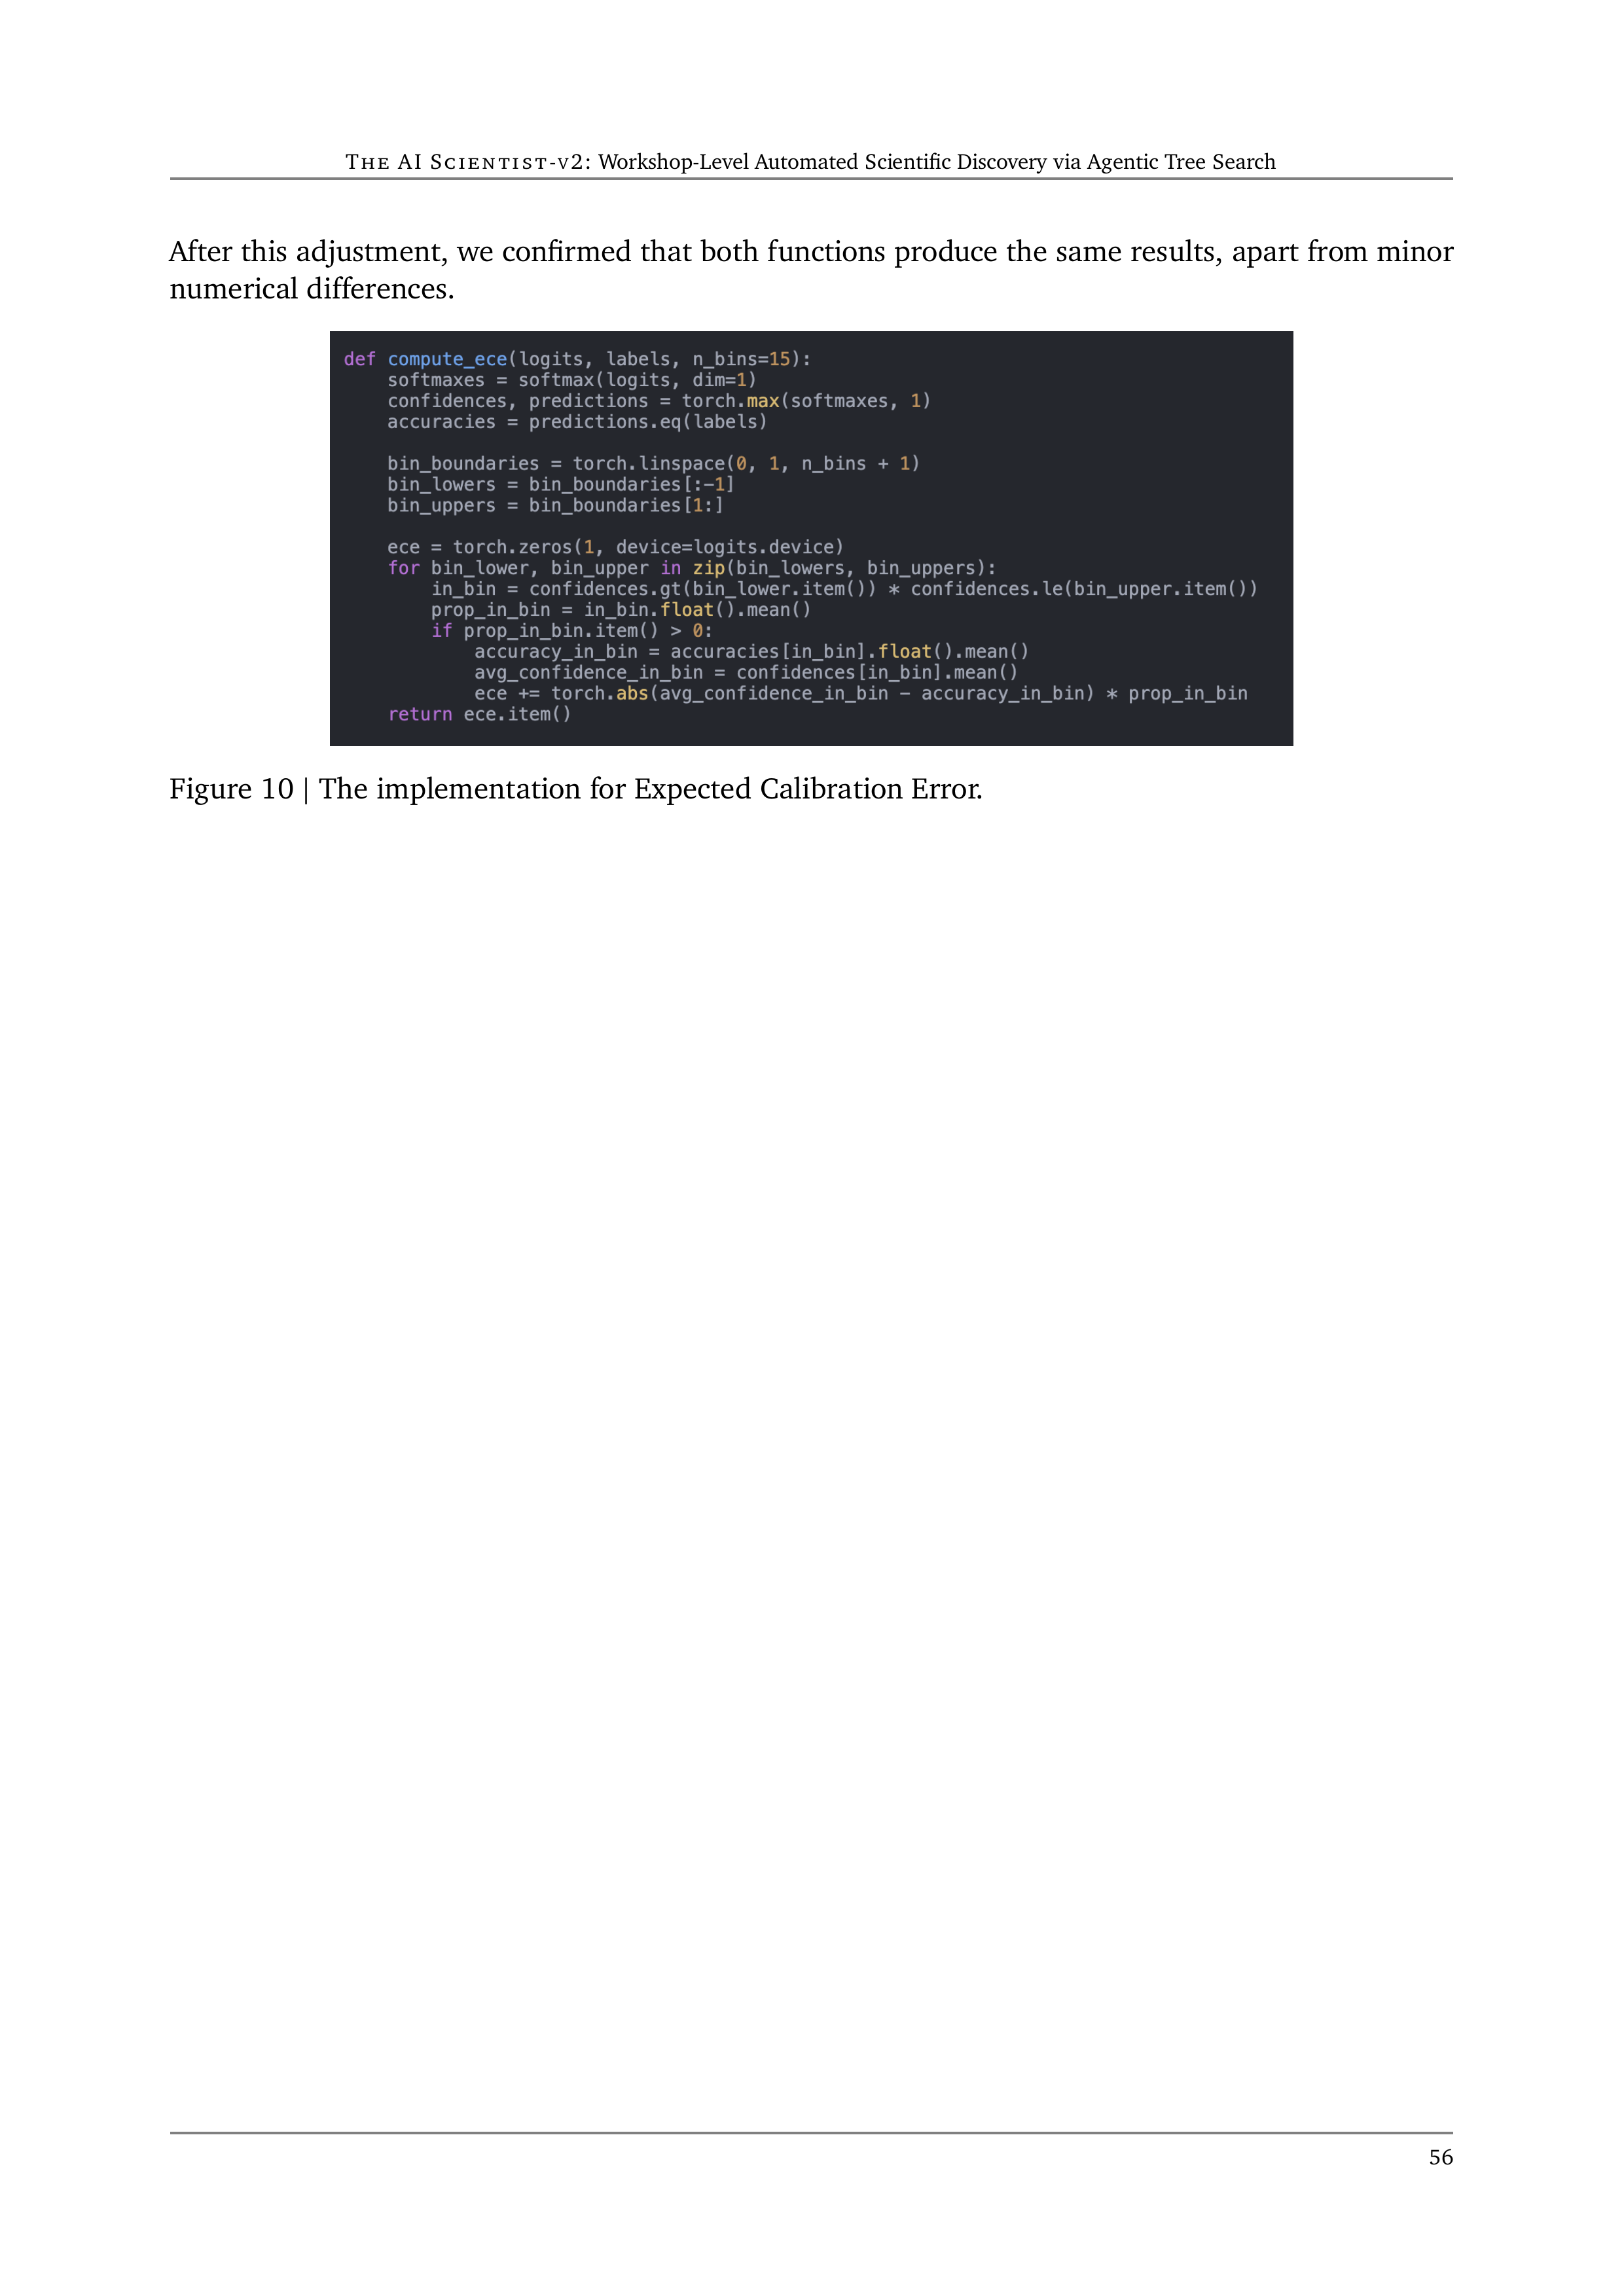 THE AI SCIENTIST-V2: Workshop-Level Automated Scientific Discovery via Agentic Tree Search
After this adjustment, we confirmed that both functions produce the same results, apart from minor
numerical differences.
def compute_ece(logits, labels, n_bins=15):
    softmaxes = softmax(logits, dim=1)
    confidences, predictions = torch.max(softmaxes, 1)
    accuracies = predictions.eq(labels)
    bin_boundaries = torch.linspace(0, 1, n_bins + 1)
    bin_lowers = bin_boundaries[:-1]
    bin_uppers = bin_boundaries[1:]
    ece = torch.zeros(1, device=logits.device)
    for bin_lower, bin_upper in zip(bin_lowers, bin_uppers):
        in_bin = confidences.gt(bin_lower.item()) * confidences.le(bin_upper.item())
        prop_in_bin = in_bin.float().mean()
        if prop_in_bin.item() > 0:
            accuracy_in_bin = accuracies[in_bin].float().mean()
            avg_confidence_in_bin = confidences[in_bin].mean()
            ece += torch.abs(avg_confidence_in_bin - accuracy_in_bin) * prop_in_bin
    return ece.item()
Figure 10 | The implementation for Expected Calibration Error.
56